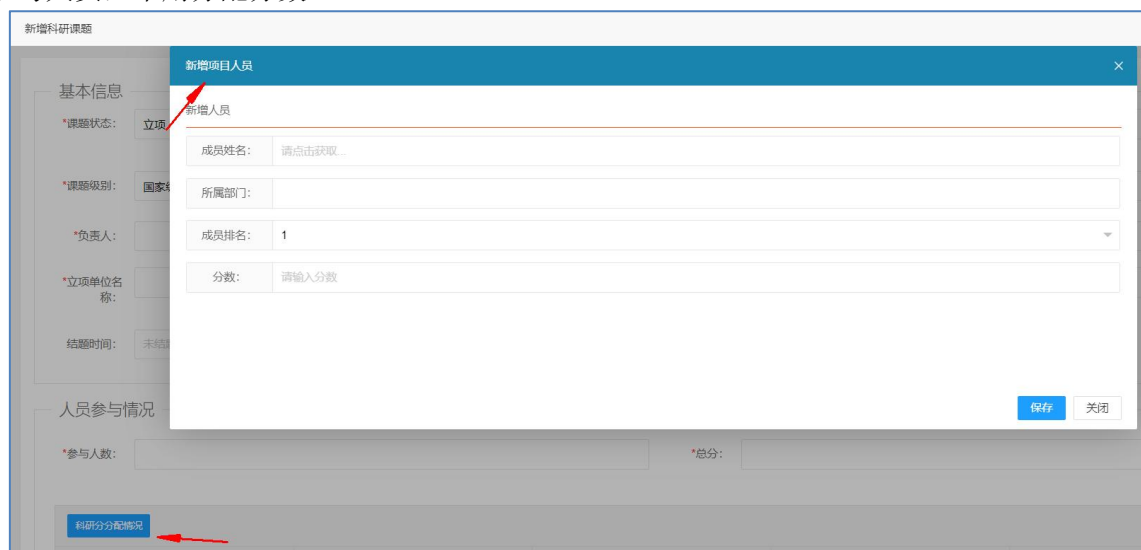 新增科研课题
新增项目人员
基本信息
新增人员
*课题状态: 立项
成员姓名: 请点击获取...
*课题级别: 国家
所属部门:
*负责人:
成员排名: 1
*立项单位名
称:
分数: 请输入分数
结题时间: 未结
保存 关闭
人员参与情况
*参与人数: *总分:
科研分分配情况